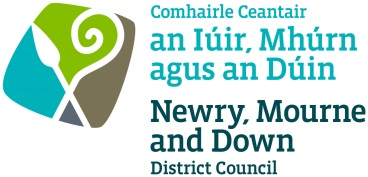 Comhairle Ceantair
an Iúir, Mhúrn
agus an Dúin
Newry, Mourne
and Down
District Council